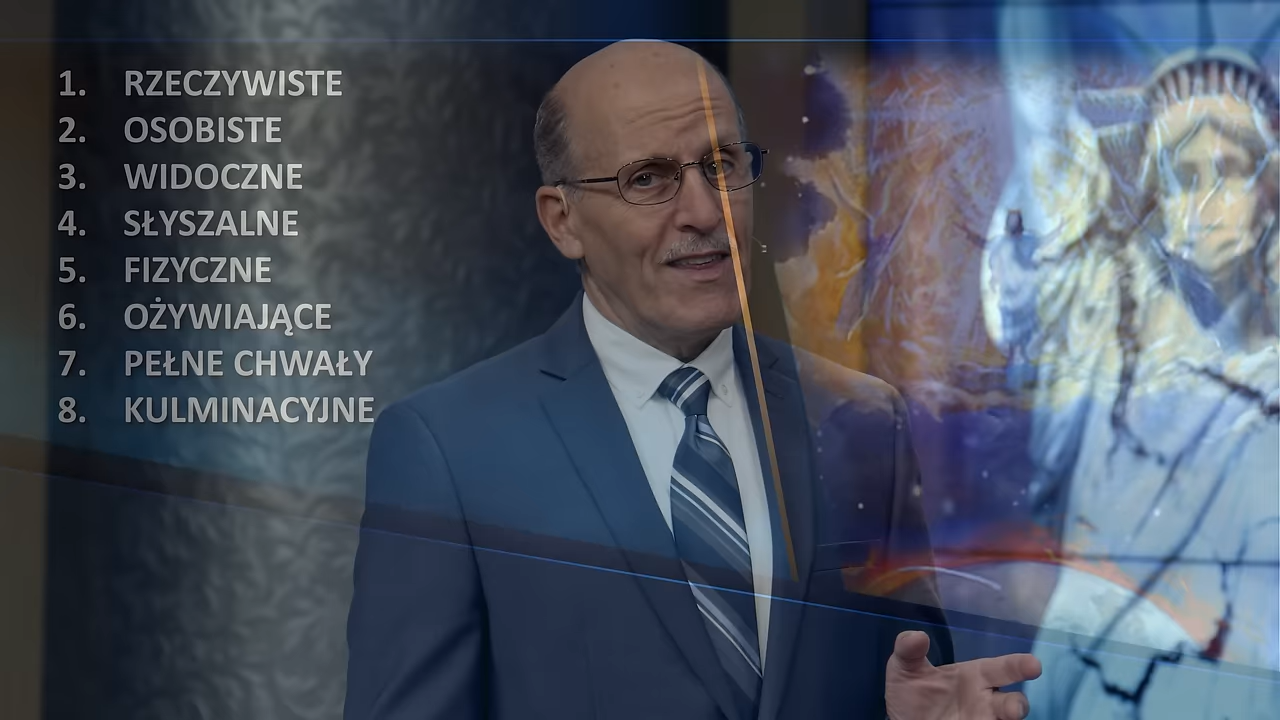 1. RZECZYWISTE
2. OSOBISTE
3. WIDOCZNE
4. SŁYSZALNE
5. FIZYCZNE
6. OŻYWIAJĄCE
7. PEŁNE CHWAŁY
8. KULMINACYJNE